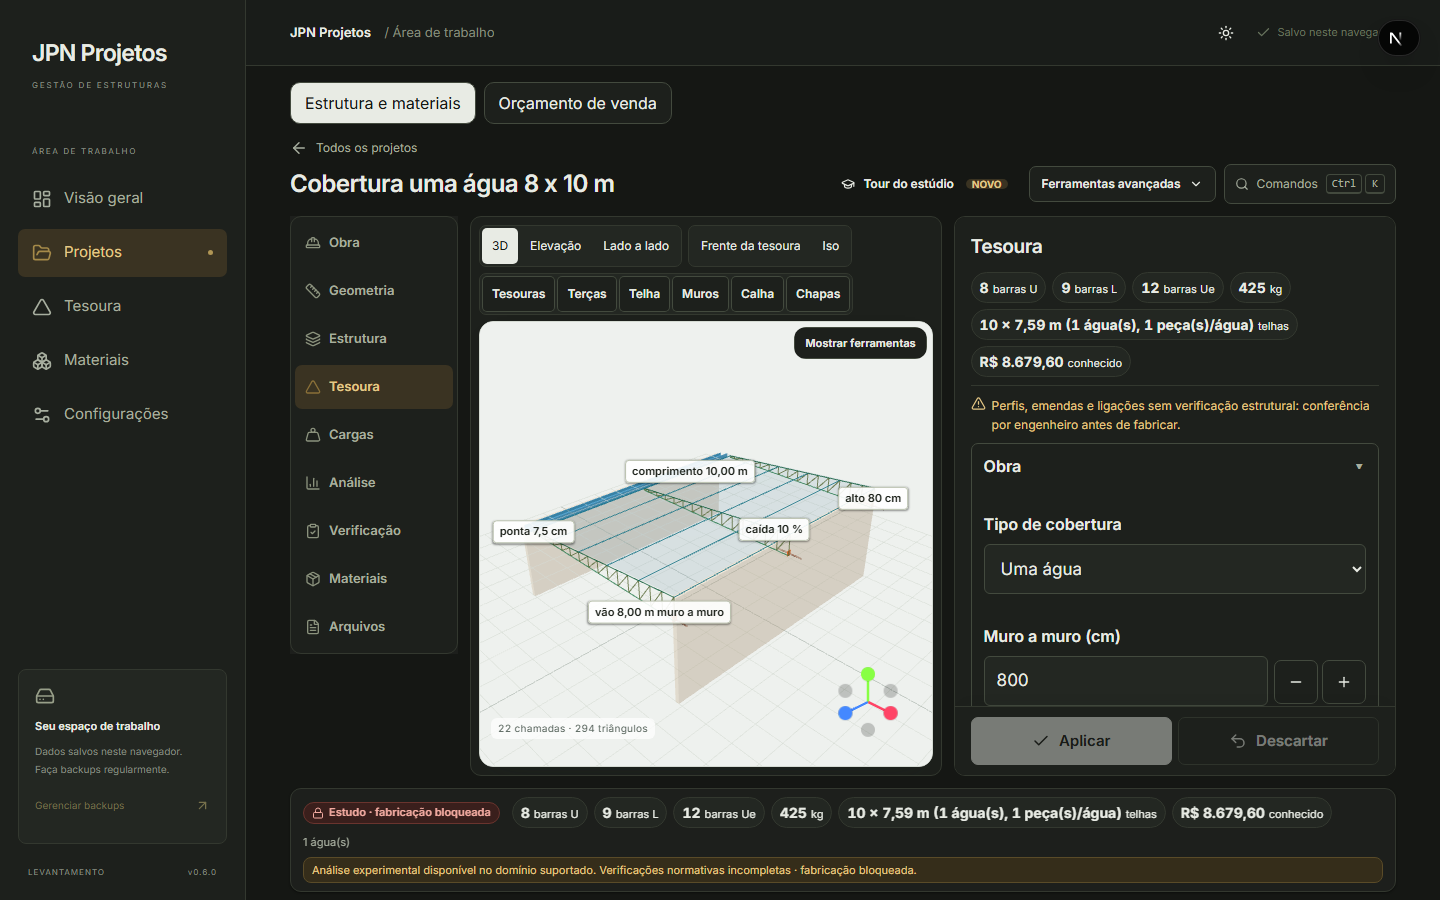 JPN Projetos
GESTÃO DE ESTRUTURAS
ÁREA DE TRABALHO
Visão geral
Projetos
Tesoura
Materiais
Configurações
Seu espaço de trabalho
Dados salvos neste navegador.
Faça backups regularmente.
Gerenciar backups
LEVANTAMENTO v0.6.0
JPN Projetos / Área de trabalho
Salvo neste navega
N
Estrutura e materiais Orçamento de venda
Todos os projetos
Cobertura uma água 8 x 10 m
Tour do estúdio NOVO
Ferramentas avançadas
Comandos Ctrl K
Obra
Geometria
Estrutura
Tesoura
Cargas
Análise
Verificação
Materiais
Arquivos
3D Elevação Lado a lado Frente da tesoura Iso
Tesouras Terças Telha Muros Calha Chapas
Mostrar ferramentas
comprimento 10,00 m
alto 80 cm
ponta 7,5 cm
caída 10 %
vão 8,00 m muro a muro
22 chamadas · 294 triângulos
Tesoura
8 barras U 9 barras L 12 barras Ue 425 kg
10 × 7,59 m (1 água(s), 1 peça(s)/água) telhas
R$ 8.679,60 conhecido
Perfis, emendas e ligações sem verificação estrutural: conferência
por engenheiro antes de fabricar.
Obra
Tipo de cobertura
Uma água
Muro a muro (cm)
800
Aplicar Descartar
Estudo · fabricação bloqueada 8 barras U 9 barras L 12 barras Ue 425 kg 10 × 7,59 m (1 água(s), 1 peça(s)/água) telhas R$ 8.679,60 conhecido
1 água(s)
Análise experimental disponível no domínio suportado. Verificações normativas incompletas · fabricação bloqueada.